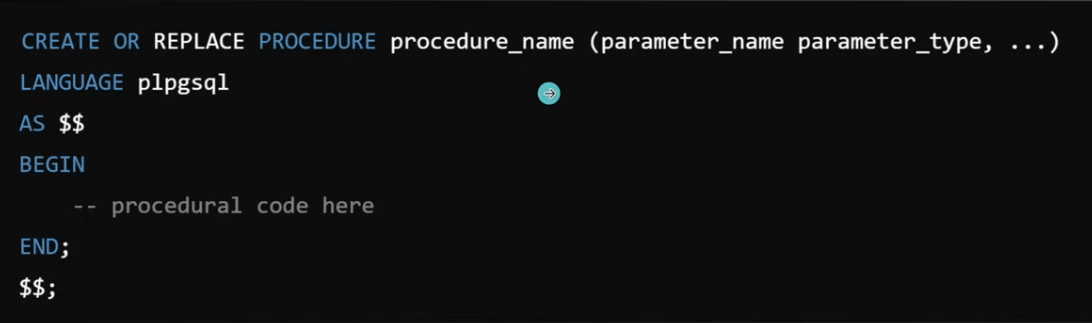 CREATE OR REPLACE PROCEDURE procedure_name (parameter_name parameter_type, ...)
LANGUAGE plpgsql
AS $$
BEGIN
    -- procedural code here
END;
$$;